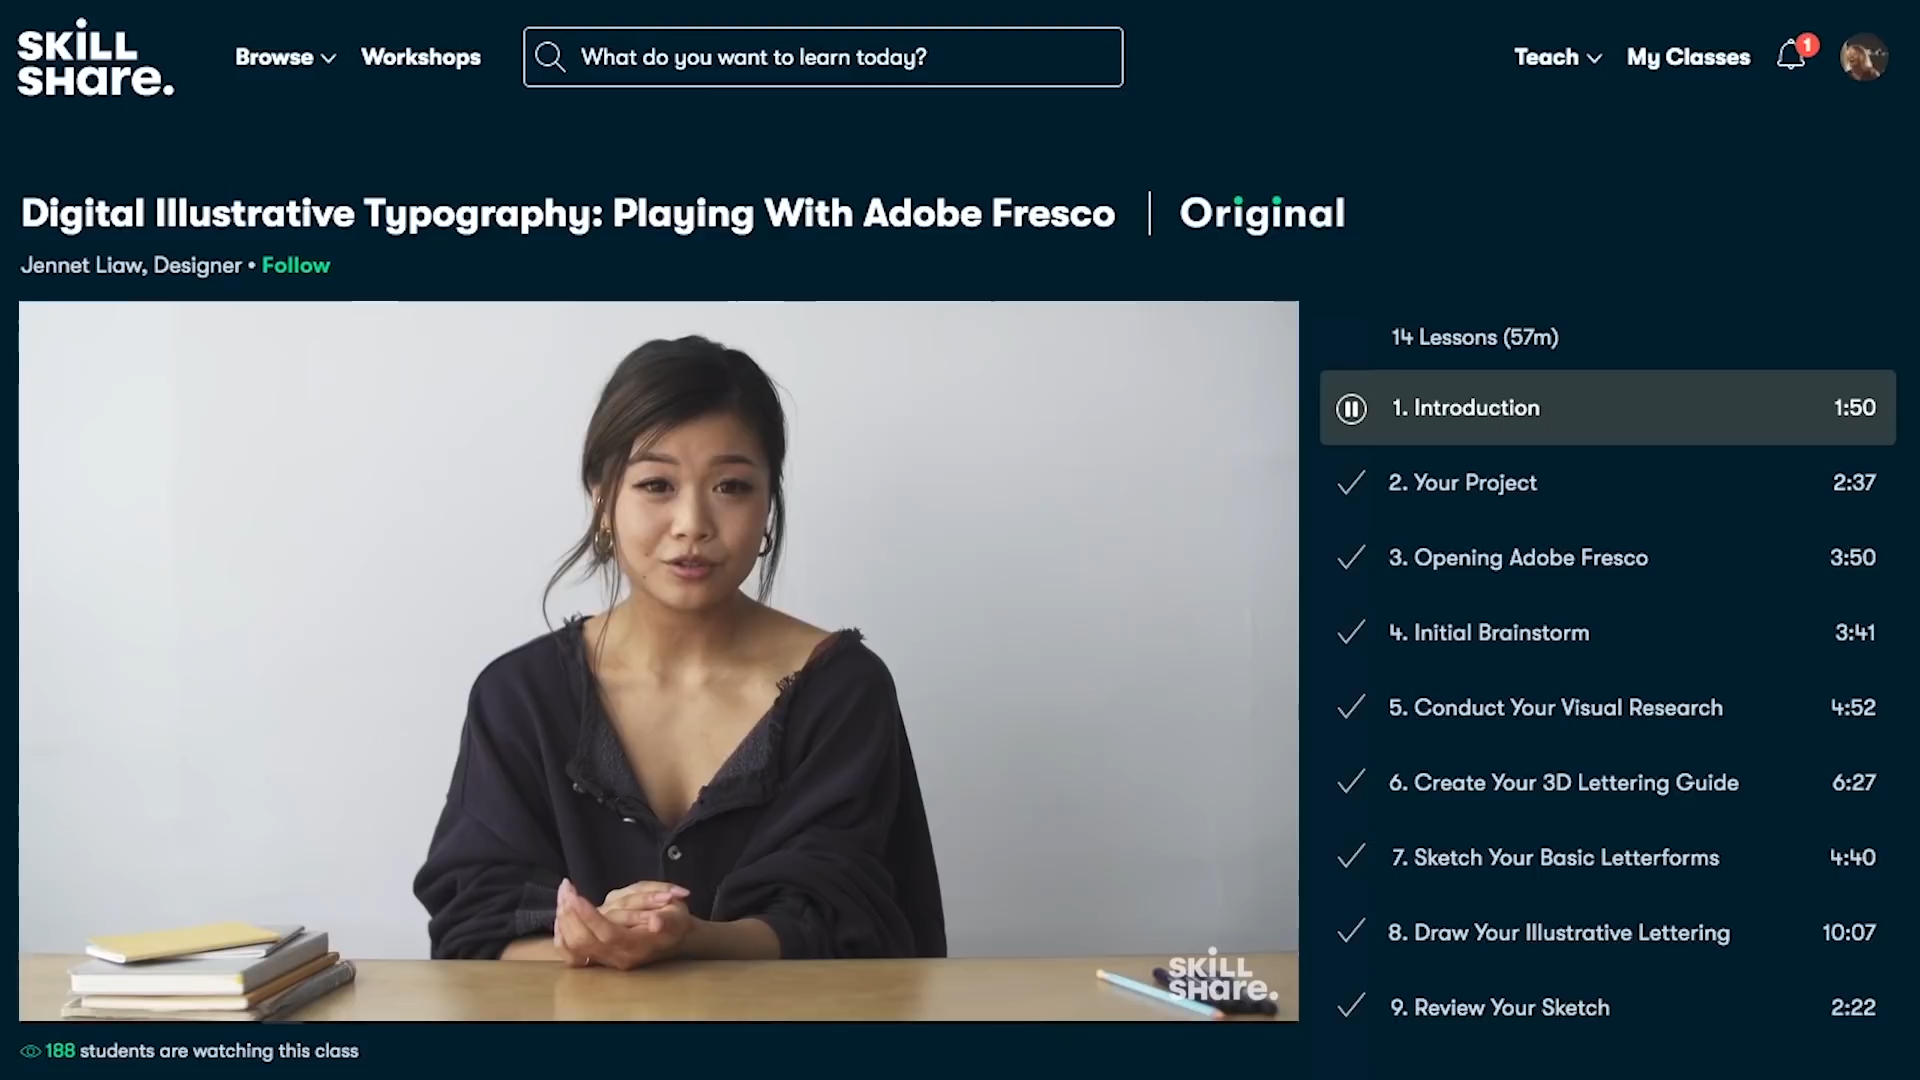 SKILL
SHare.
Browse
Workshops
What do you want to learn today?
Teach
My Classes
1
Digital Illustrative Typography: Playing With Adobe Fresco
Original
Jennet Liaw, Designer • Follow
14 Lessons (57m)
1. Introduction 1:50
2. Your Project 2:37
3. Opening Adobe Fresco 3:50
4. Initial Brainstorm 3:41
5. Conduct Your Visual Research 4:52
6. Create Your 3D Lettering Guide 6:27
7. Sketch Your Basic Letterforms 4:40
8. Draw Your Illustrative Lettering 10:07
9. Review Your Sketch 2:22
SKILL
SHare.
188 students are watching this class